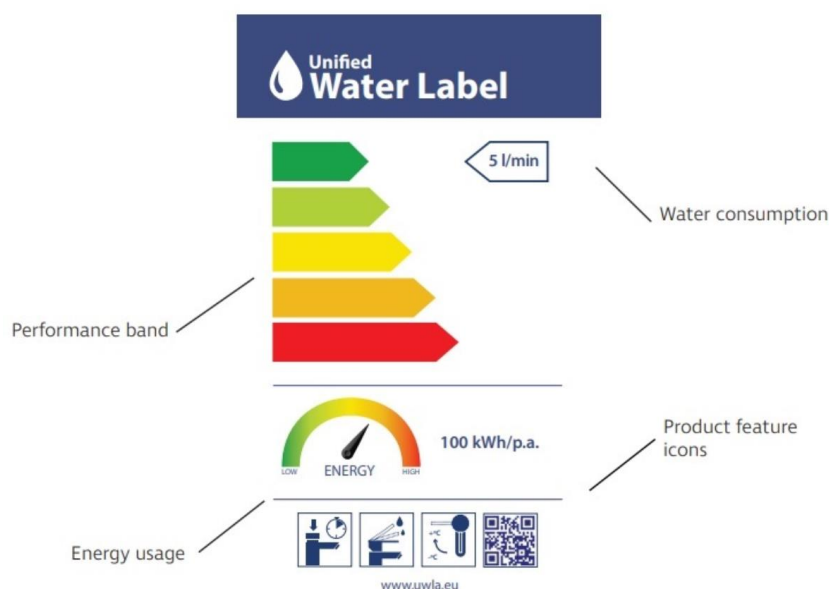 Unified
Water Label
5 l/min
Water consumption
Performance band
100 kWh/p.a.
LOW
ENERGY
HIGH
Product feature
icons
+°C
-°C
Energy usage
www.uwla.eu